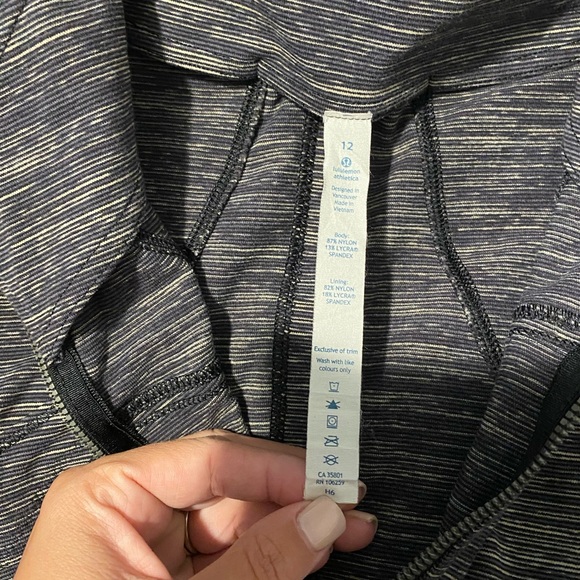 12
lululemon
athletica
Designed in
Vancouver
Made in
Vietnam
Body:
87% NYLON
13% LYCRA®
SPANDEX
Lining:
82% NYLON
18% LYCRA®
SPANDEX
Exclusive of trim
Wash with like
colours only
CA 35801
RN 106259
H6